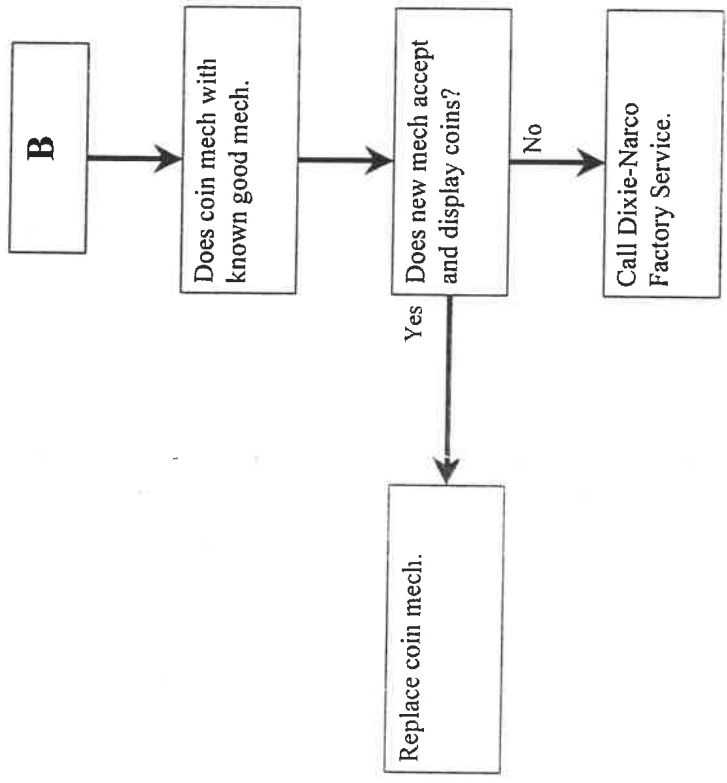 B
Does coin mech with
known good mech.
Does new mech accept
and display coins?
Yes
No
Replace coin mech.
Call Dixie-Narco
Factory Service.